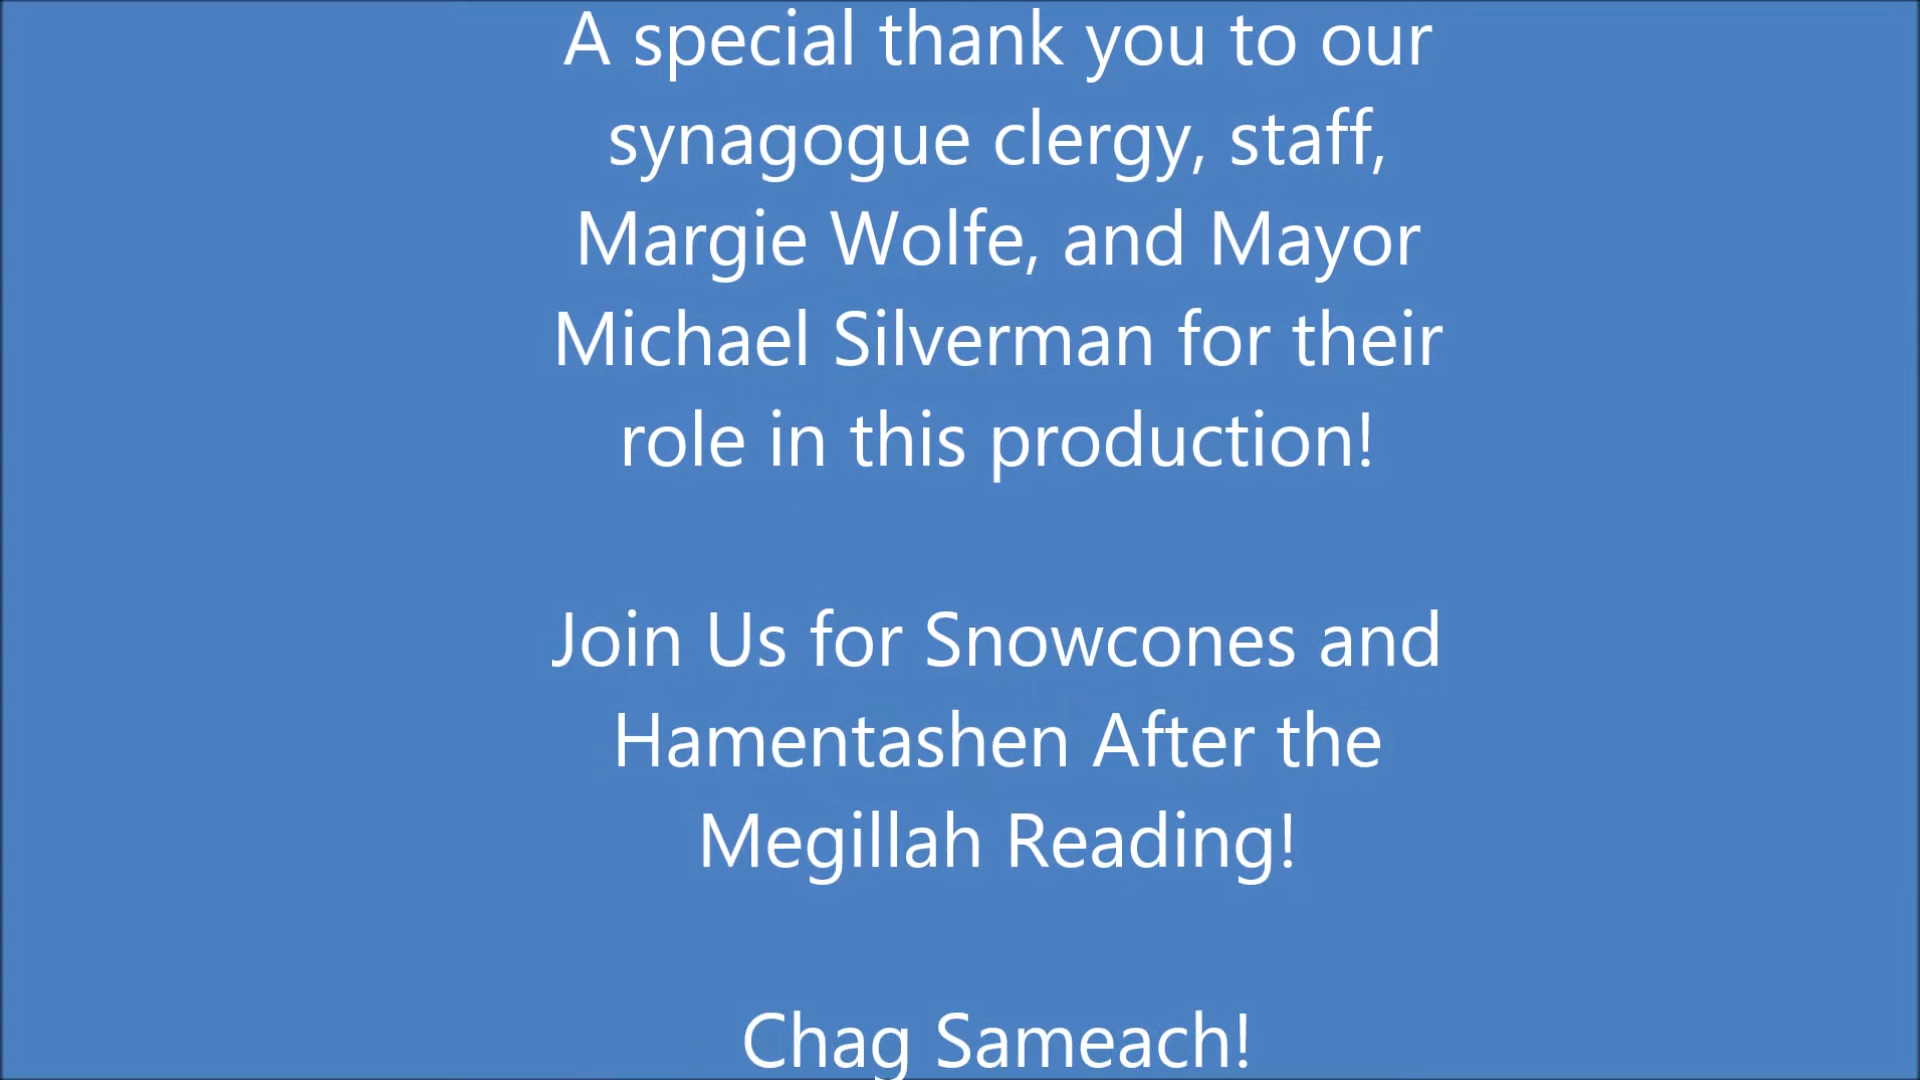 A special thank you to our
synagogue clergy, staff,
Margie Wolfe, and Mayor
Michael Silverman for their
role in this production!
Join Us for Snowcones and
Hamentashen After the
Megillah Reading!
Chag Sameach!